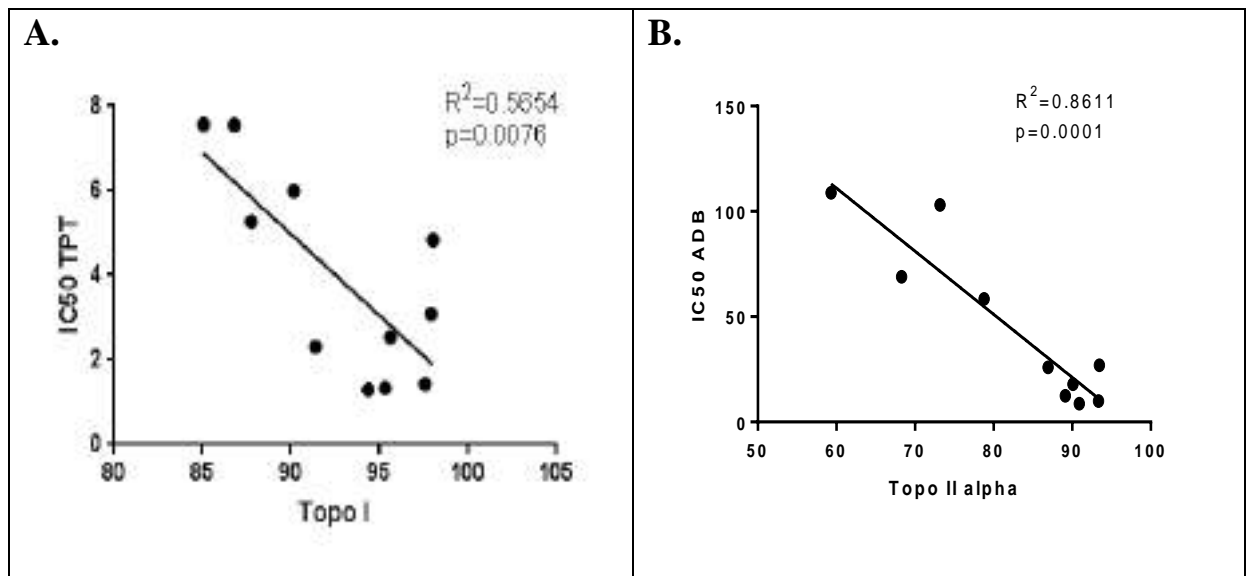 A.
R2=0.5654
p=0.0076
8
6
4
2
0
IC50 TPT
80 85 90 95 100 105
Topo I
B.
R2=0.8611
p=0.0001
150
100
50
0
IC50 ADB
50 60 70 80 90 100
Topo II alpha